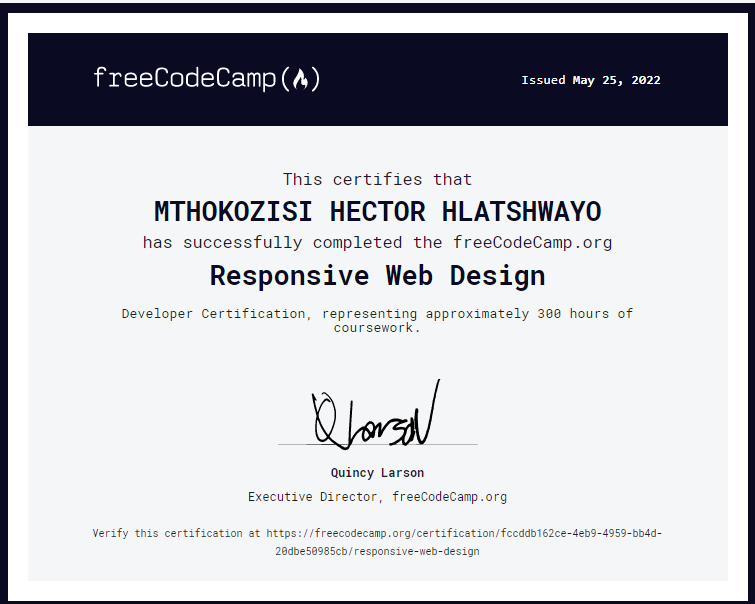 freeCodeCamp(🔥)
Issued May 25, 2022
This certifies that
MTHOKOZISI HECTOR HLATSHWAYO
has successfully completed the freeCodeCamp.org
Responsive Web Design
Developer Certification, representing approximately 300 hours of
coursework.
QLarson
Quincy Larson
Executive Director, freeCodeCamp.org
Verify this certification at https://freecodecamp.org/certification/fccddb162ce-4eb9-4959-bb4d-
20dbe50985cb/responsive-web-design